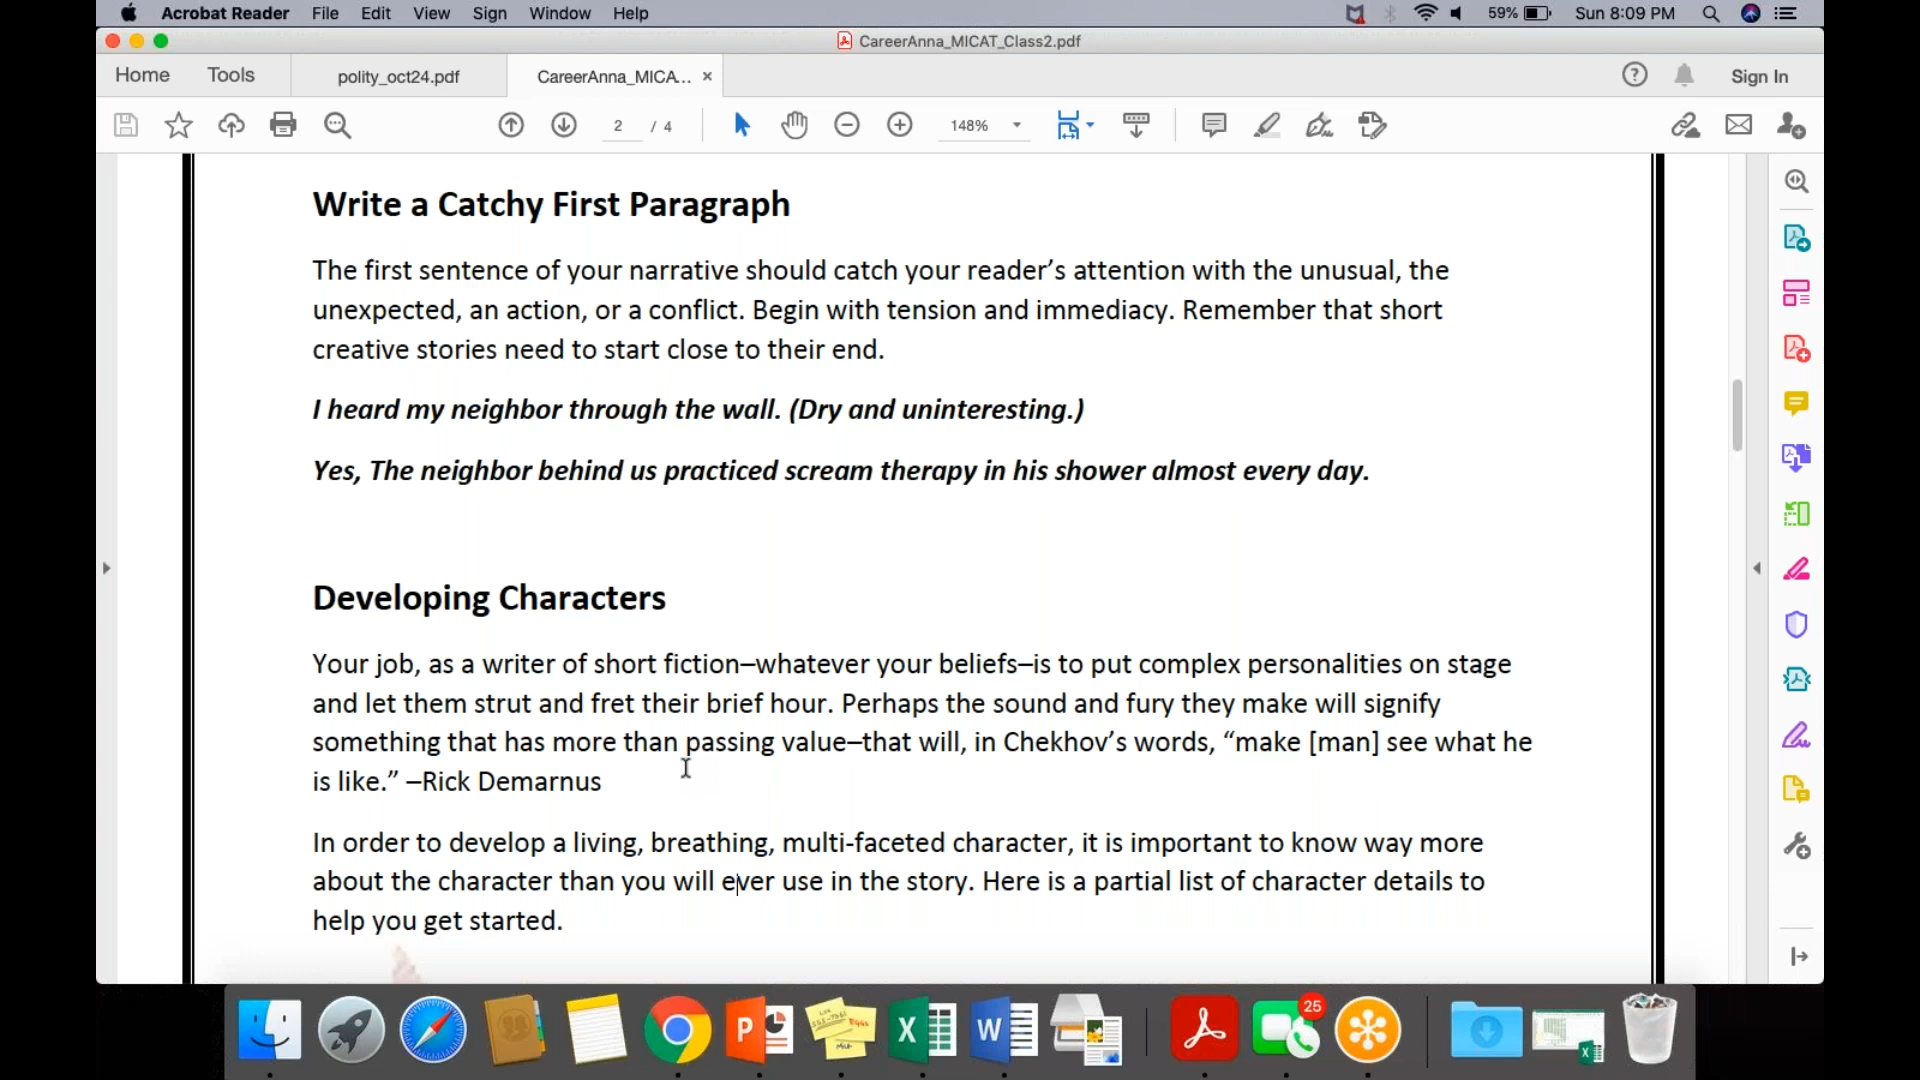 Acrobat Reader File Edit View Sign Window Help 59% Sun 8:09 PM
CareerAnna_MICAT_Class2.pdf
Home Tools polity_oct24.pdf CareerAnna_MICA... × Sign In
2 / 4 148%
Write a Catchy First Paragraph
The first sentence of your narrative should catch your reader’s attention with the unusual, the
unexpected, an action, or a conflict. Begin with tension and immediacy. Remember that short
creative stories need to start close to their end.
I heard my neighbor through the wall. (Dry and uninteresting.)
Yes, The neighbor behind us practiced scream therapy in his shower almost every day.
Developing Characters
Your job, as a writer of short fiction–whatever your beliefs–is to put complex personalities on stage
and let them strut and fret their brief hour. Perhaps the sound and fury they make will signify
something that has more than passing value–that will, in Chekhov’s words, “make [man] see what he
is like.” –Rick Demarnus
In order to develop a living, breathing, multi-faceted character, it is important to know way more
about the character than you will ever use in the story. Here is a partial list of character details to
help you get started.
25